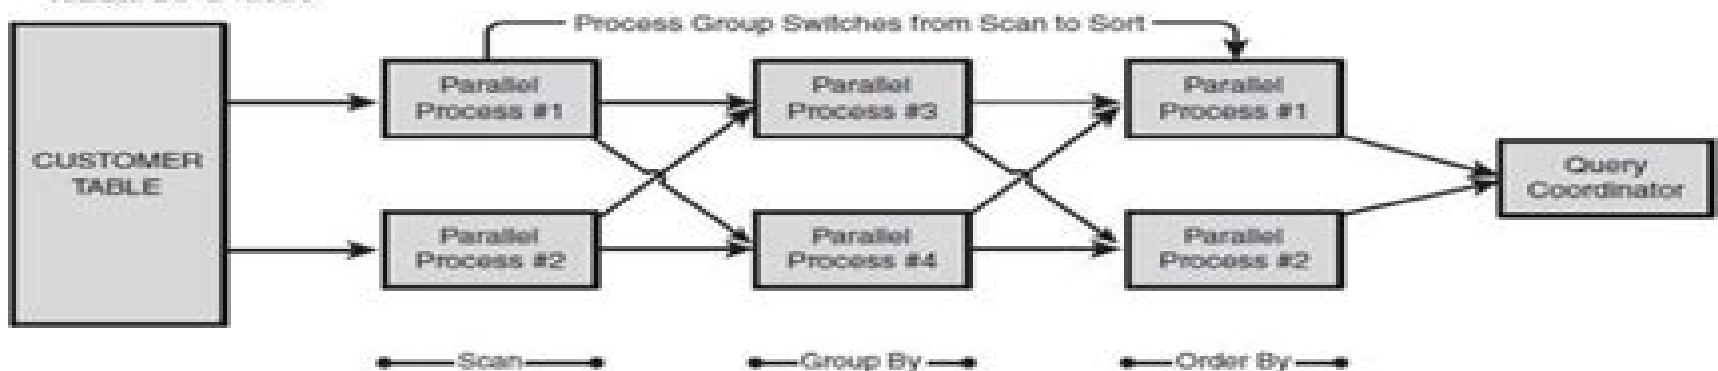 Process Group Switches from Scan to Sort
CUSTOMER
TABLE
Parallel
Process #1
Parallel
Process #2
Parallel
Process #3
Parallel
Process #4
Parallel
Process #1
Parallel
Process #2
Query
Coordinator
Scan
Group By
Order By